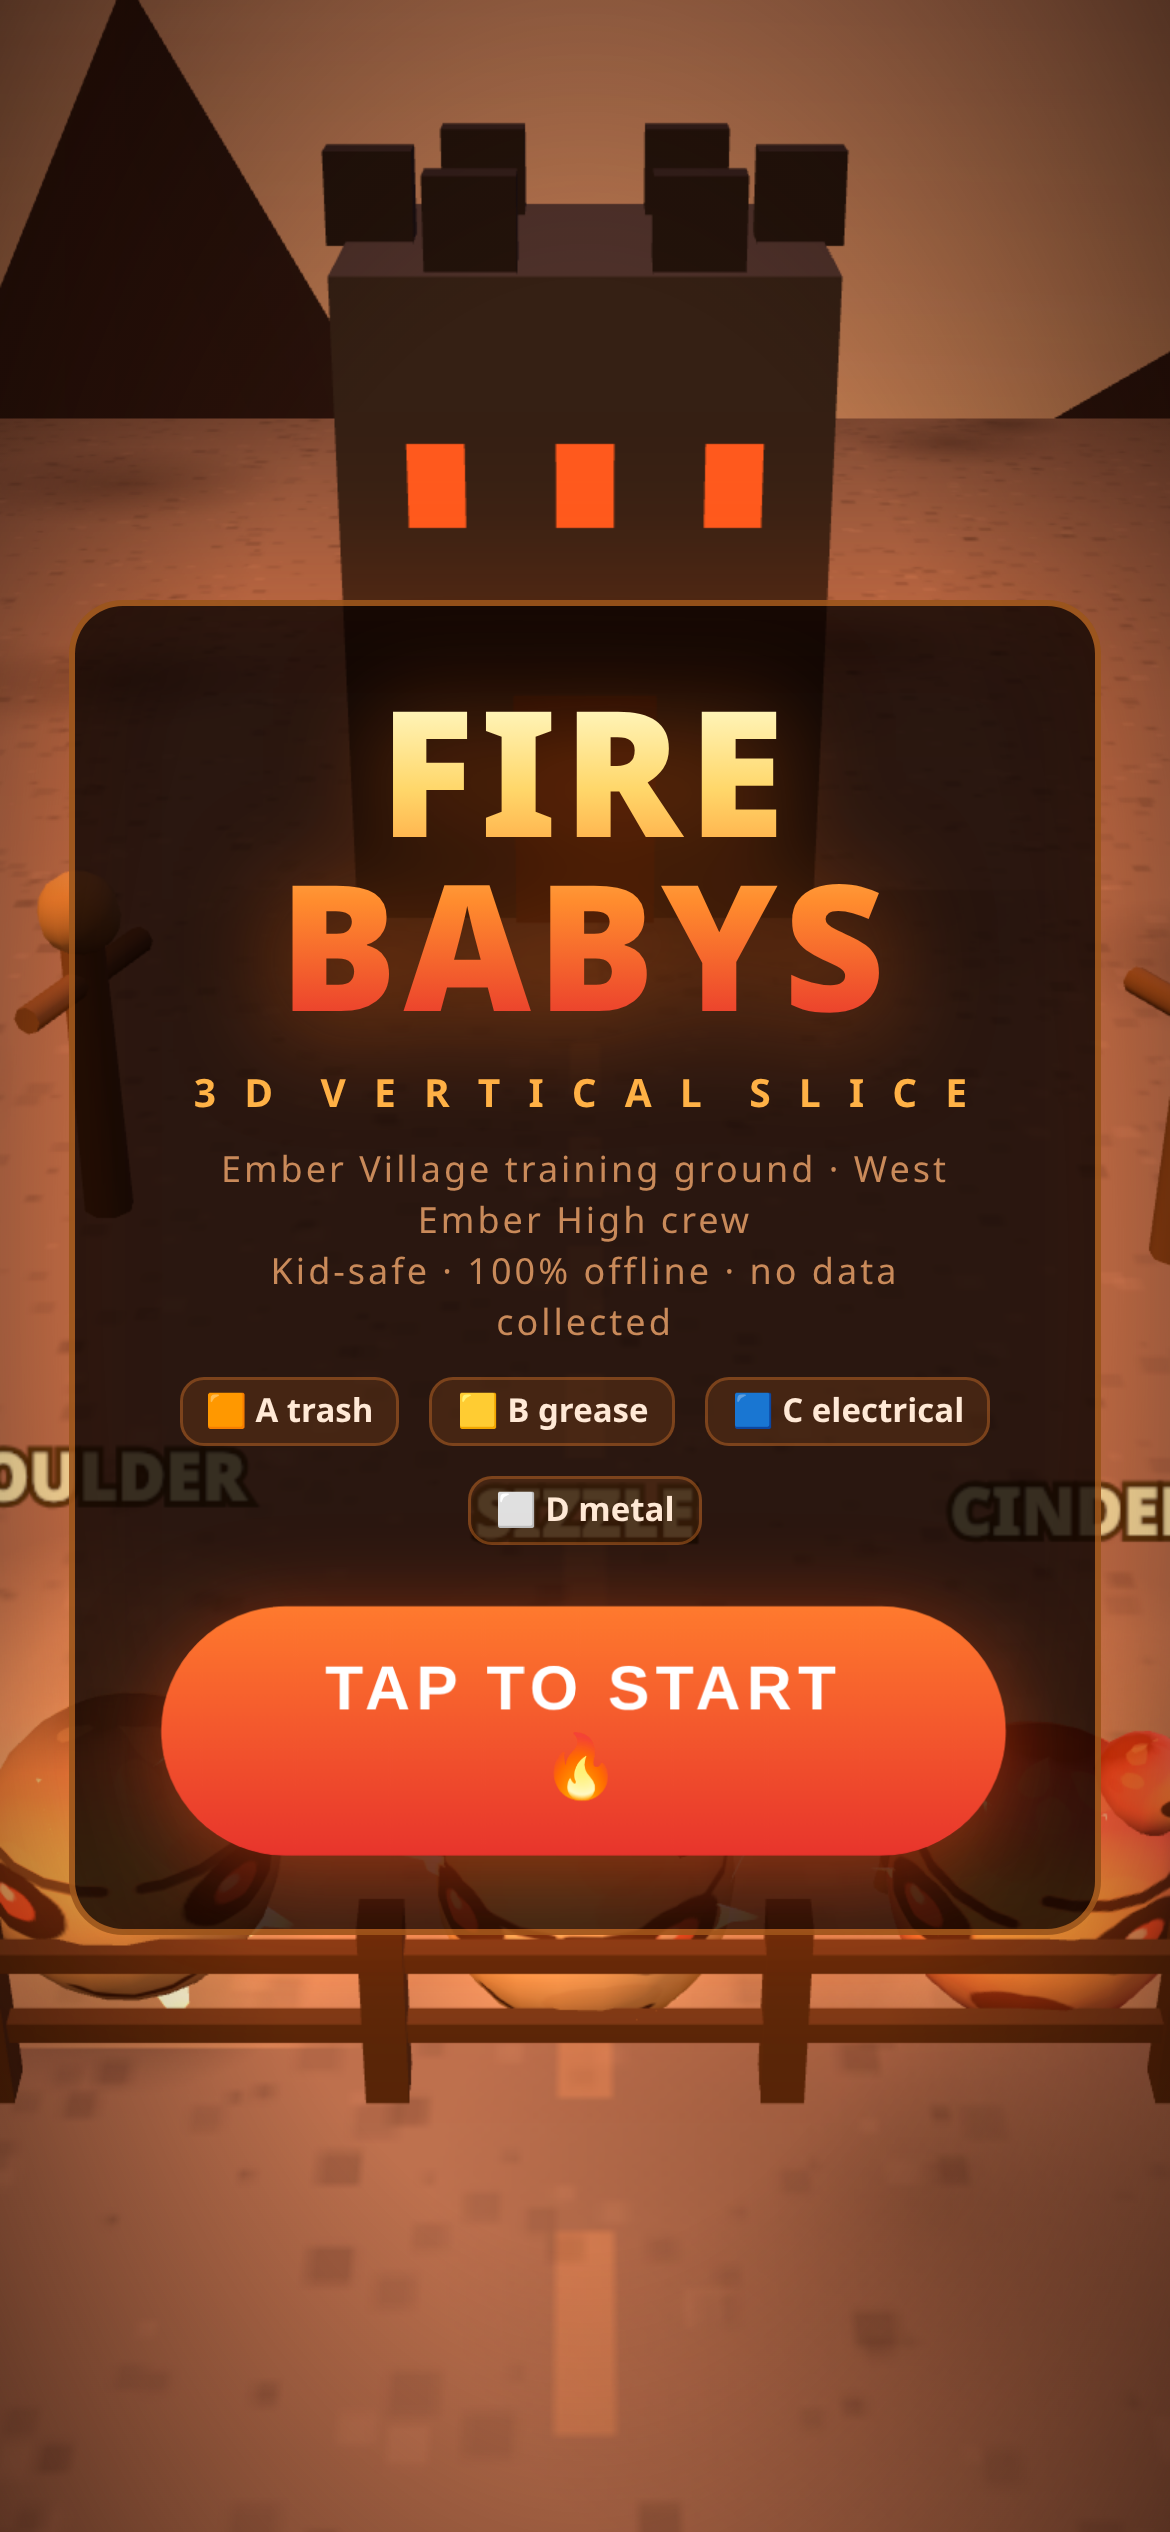 FIRE
BABYS
3D VERTICAL SLICE
Ember Village training ground · West
Ember High crew
Kid-safe · 100% offline · no data
collected
🟧 A trash 🟨 B grease 🟦 C electrical
OULDER
⬜ D metal
SIZZLE
CINDE
TAP TO START
🔥